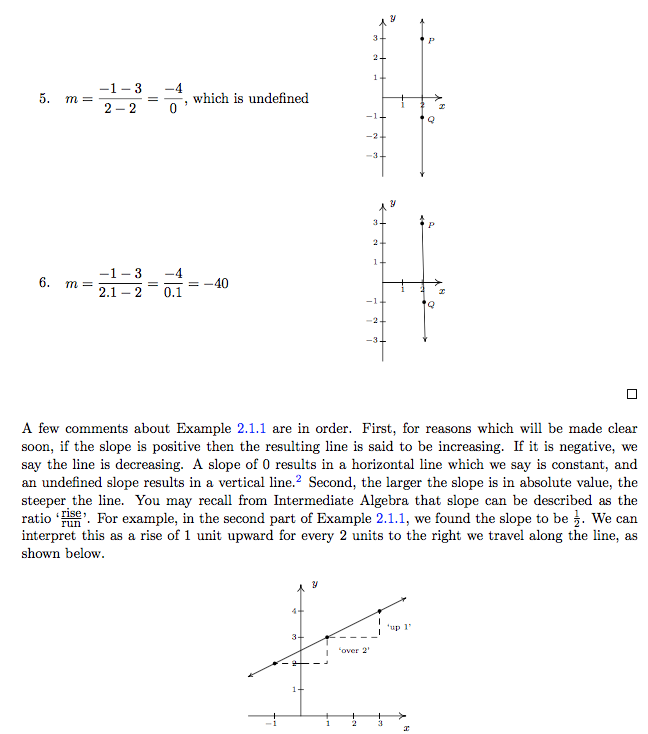 5. m = \frac{-1 - 3}{2 - 2} = \frac{-4}{0}, which is undefined
y
3
2
1
−1
−2
−3
1
2
x
P
Q
6. m = \frac{-1 - 3}{2.1 - 2} = \frac{-4}{0.1} = −40
y
3
2
1
−1
−2
−3
1
2
x
P
Q
A few comments about Example 2.1.1 are in order. First, for reasons which will be made clear
soon, if the slope is positive then the resulting line is said to be increasing. If it is negative, we
say the line is decreasing. A slope of 0 results in a horizontal line which we say is constant, and
an undefined slope results in a vertical line.² Second, the larger the slope is in absolute value, the
steeper the line. You may recall from Intermediate Algebra that slope can be described as the
ratio ‘\frac{rise}{run}’. For example, in the second part of Example 2.1.1, we found the slope to be \frac{1}{2}. We can
interpret this as a rise of 1 unit upward for every 2 units to the right we travel along the line, as
shown below.
y
4
3
2
1
‘up 1’
‘over 2’
−1
1
2
3
x